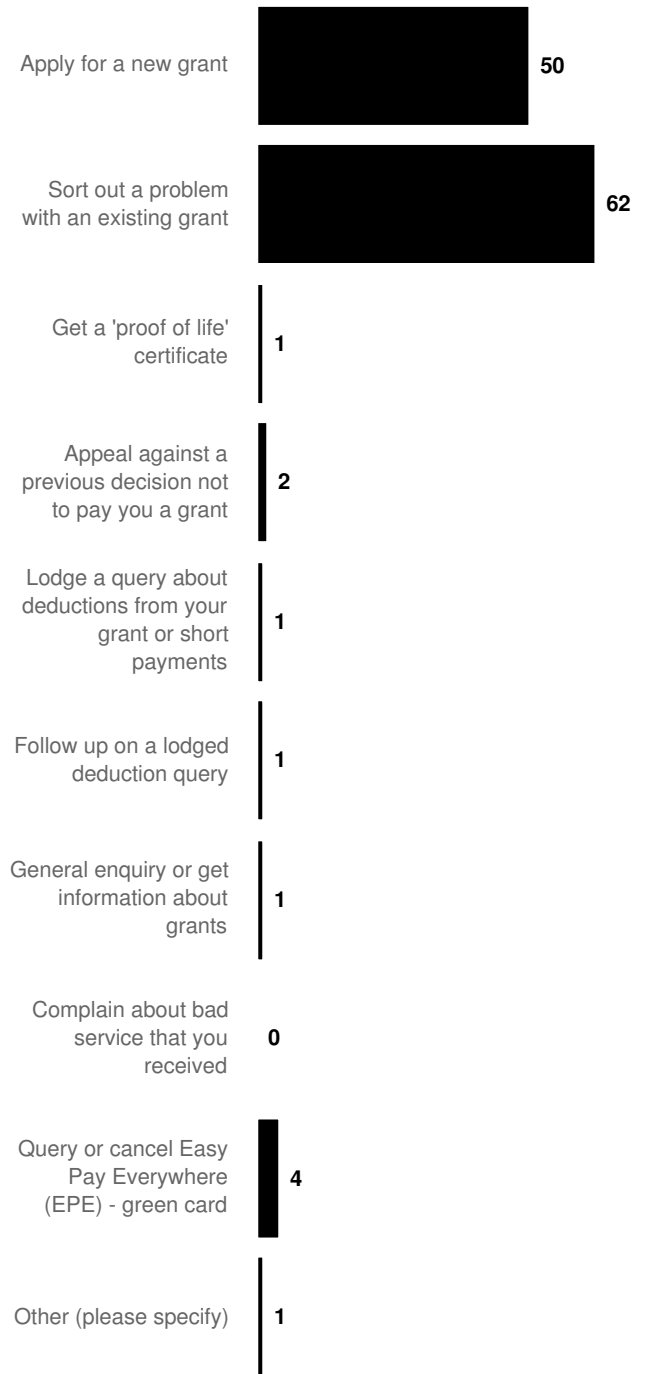 Apply for a new grant
50
Sort out a problem
with an existing grant
62
Get a 'proof of life'
certificate
1
Appeal against a
previous decision not
to pay you a grant
2
Lodge a query about
deductions from your
grant or short
payments
1
Follow up on a lodged
deduction query
1
General enquiry or get
information about
grants
1
Complain about bad
service that you
received
0
Query or cancel Easy
Pay Everywhere
(EPE) - green card
4
Other (please specify)
1